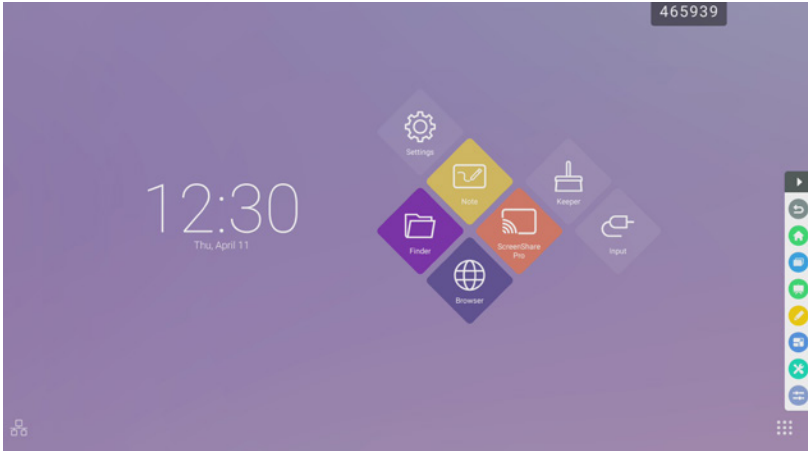 465939
Settings
Note
Keeper
12:30
Thu, April 11
Finder
ScreenShare
Pro
Input
Browser